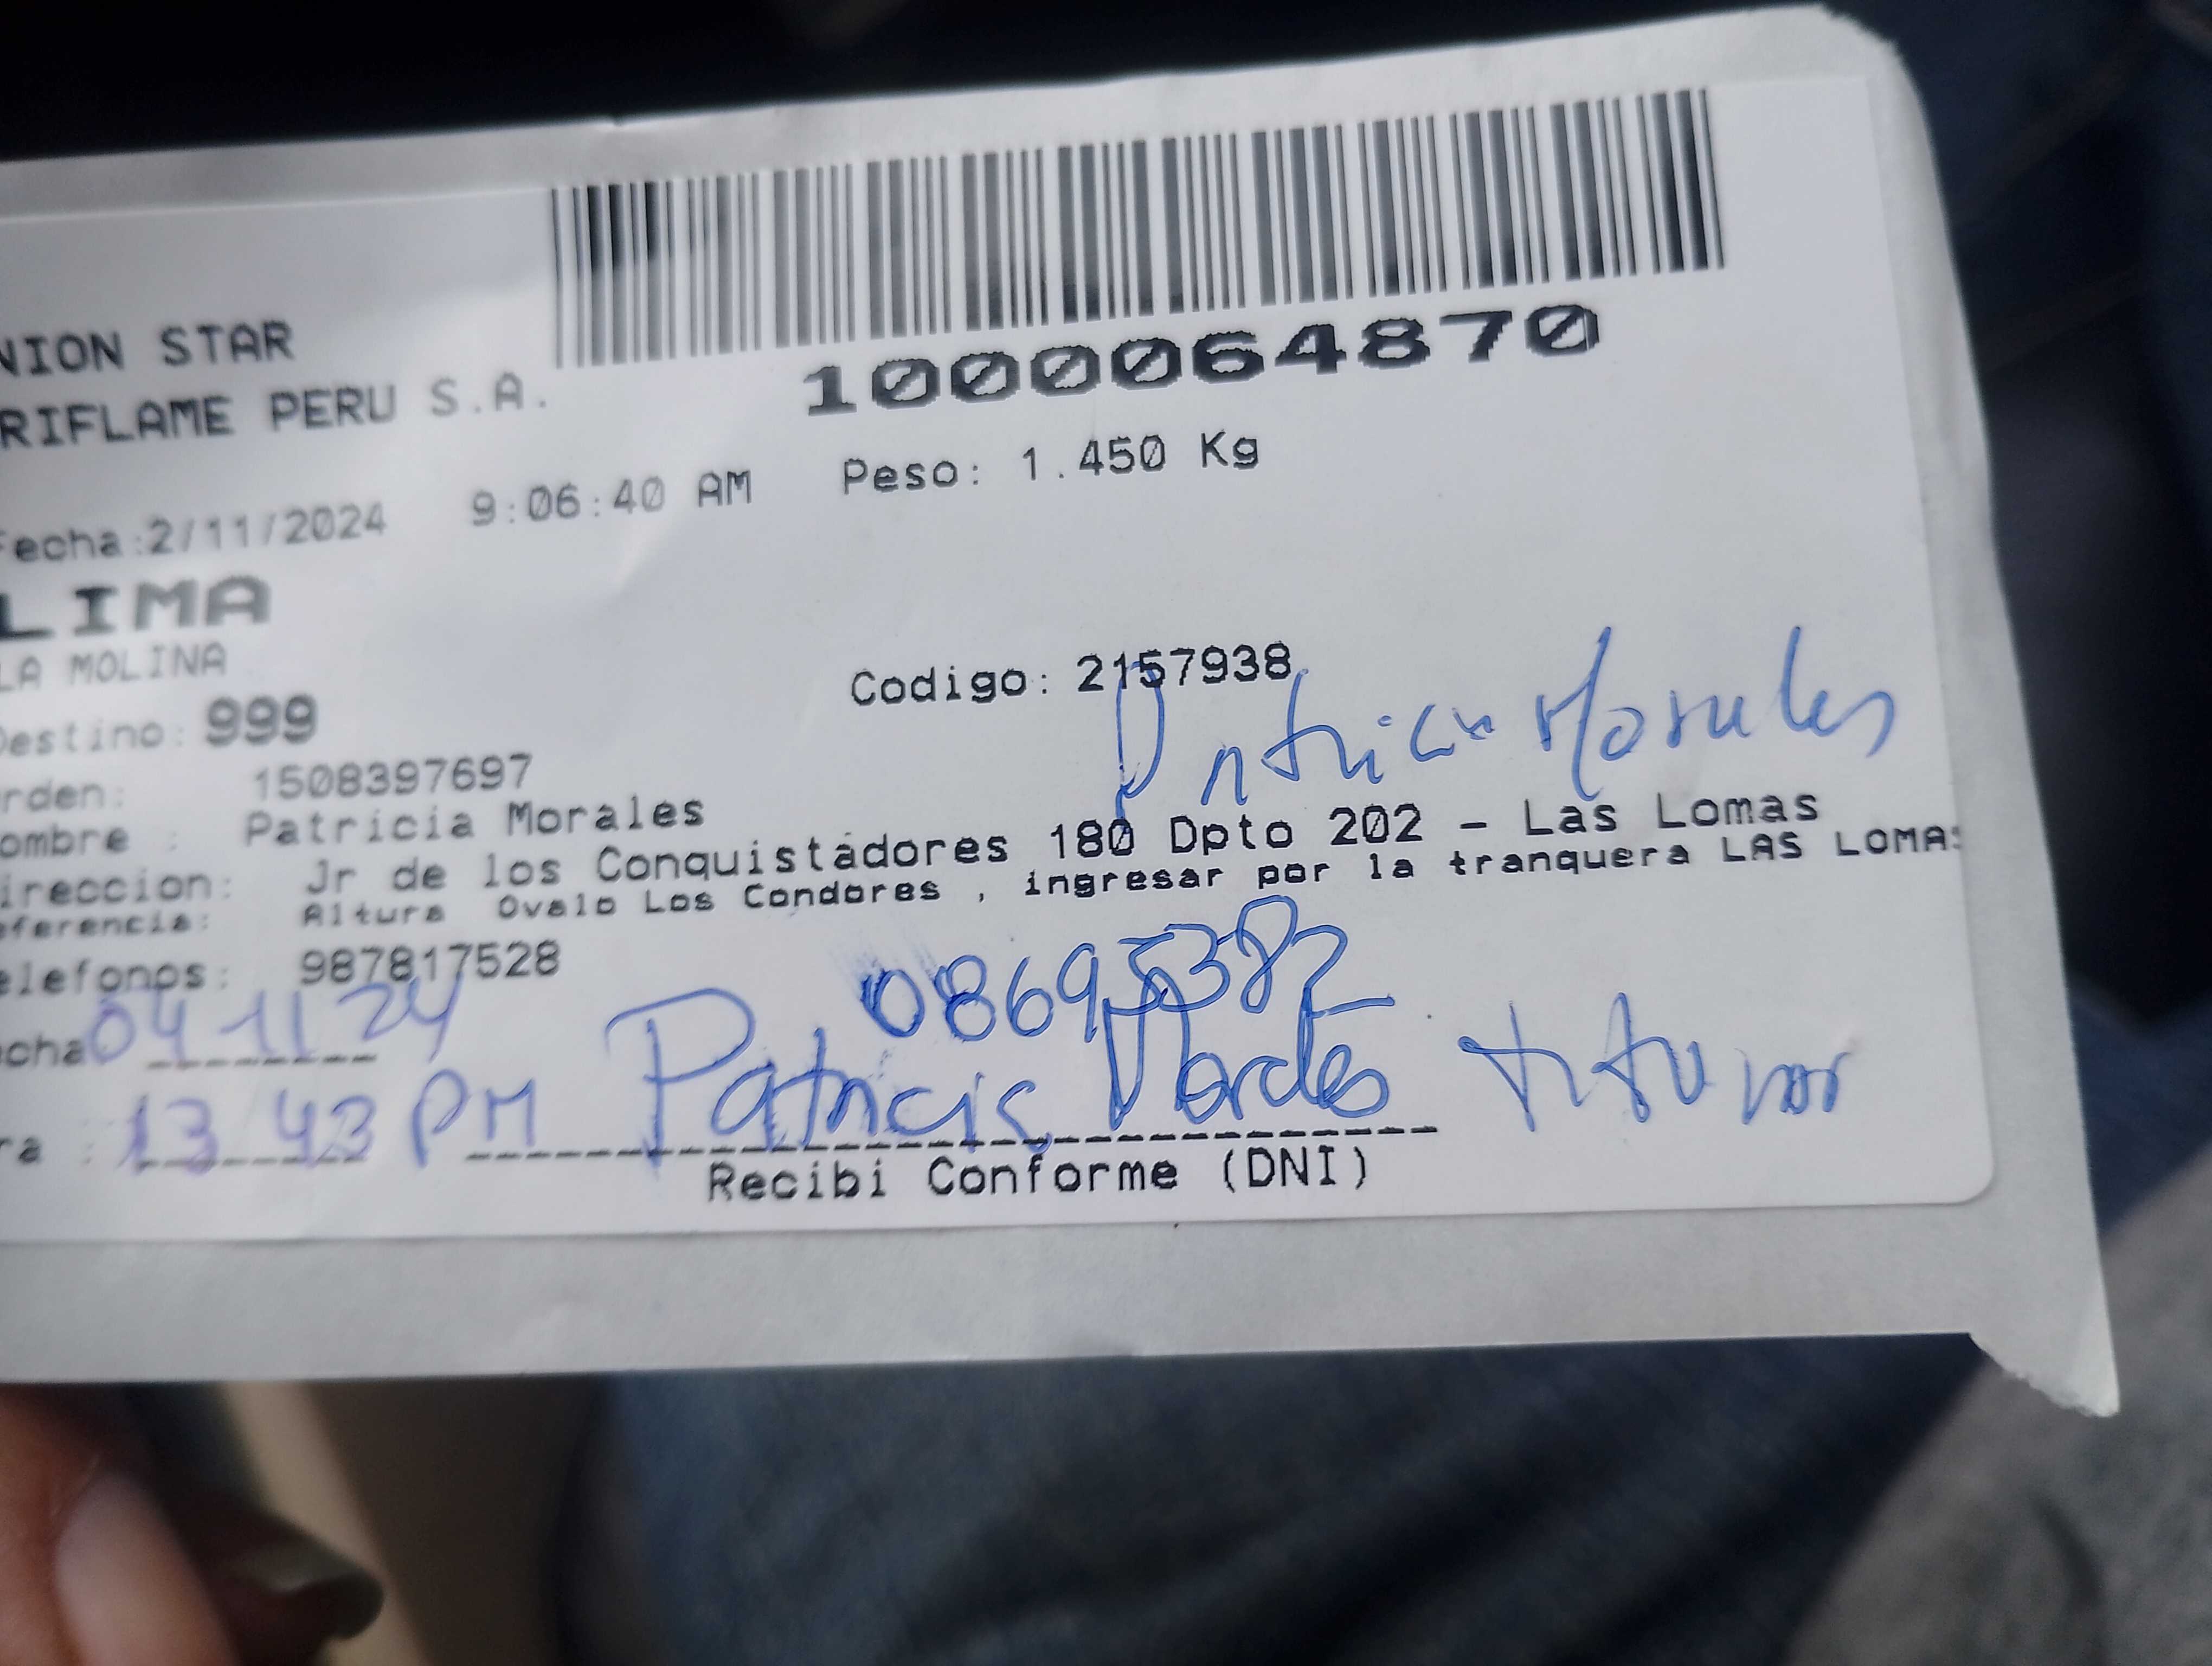 NION STAR
RIFLAME PERU S.A.
1000064870
Fecha:2/11/2024 9:06:40 AM Peso: 1.450 Kg
LIMA
LA MOLINA
Codigo: 2157938
Destino: 999
Patricia Morales
rden: 1508397697
ombre : Patricia Morales
ireccion: Jr de los Conquistadores 180 Dpto 202 - Las Lomas
eferencia: Altura Ovalo Los Condores , ingresar por la tranquera LAS LOMAS
elefonos: 987817528
08695382
cha 04 11 24
ra : 13 43 PM Patricia Morales
Recibi Conforme (DNI)